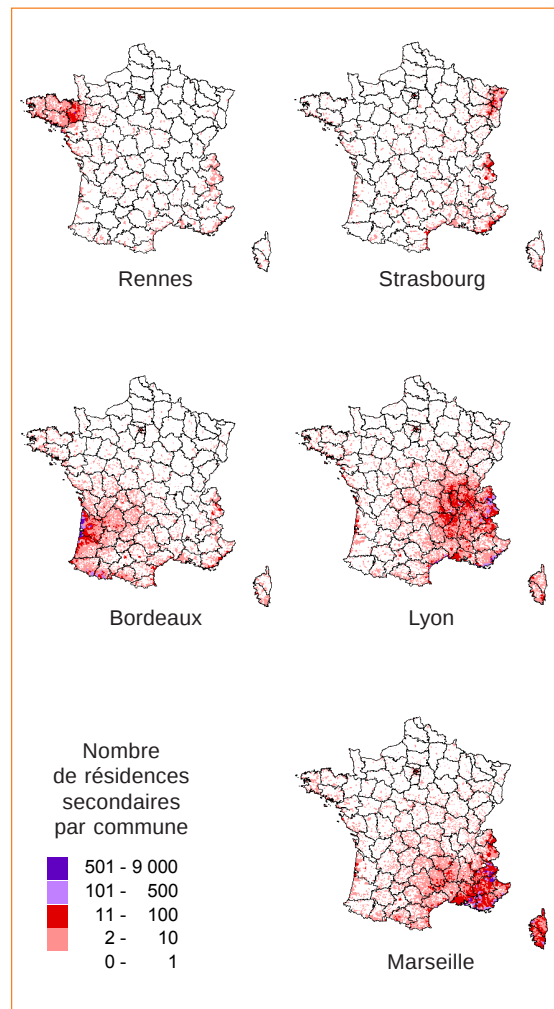 Rennes
Strasbourg
Bordeaux
Lyon
Nombre
de résidences
secondaires
par commune
501 - 9 000
101 - 500
11 - 100
2 - 10
0 - 1
Marseille